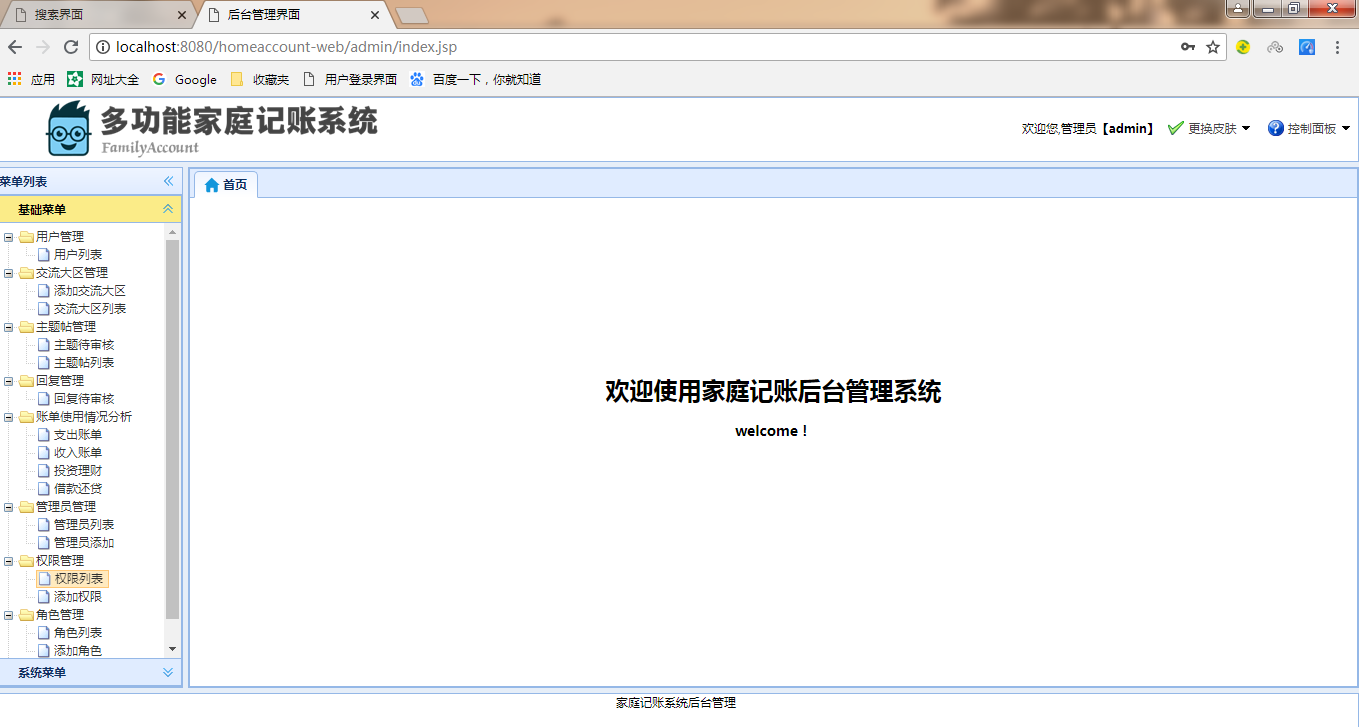 搜索界面
后台管理界面
localhost:8080/homeaccount-web/admin/index.jsp
应用 网址大全 Google 收藏夹 用户登录界面 百度一下，你就知道
多功能家庭记账系统
FamilyAccount
欢迎您,管理员【admin】 更换皮肤 控制面板
菜单列表
首页
基础菜单
用户管理
用户列表
交流大区管理
添加交流大区
交流大区列表
主题帖管理
主题待审核
主题帖列表
回复管理
回复待审核
账单使用情况分析
支出账单
收入账单
投资理财
借款还贷
管理员管理
管理员列表
管理员添加
权限管理
权限列表
添加权限
角色管理
角色列表
添加角色
系统菜单
欢迎使用家庭记账后台管理系统
welcome！
家庭记账系统后台管理